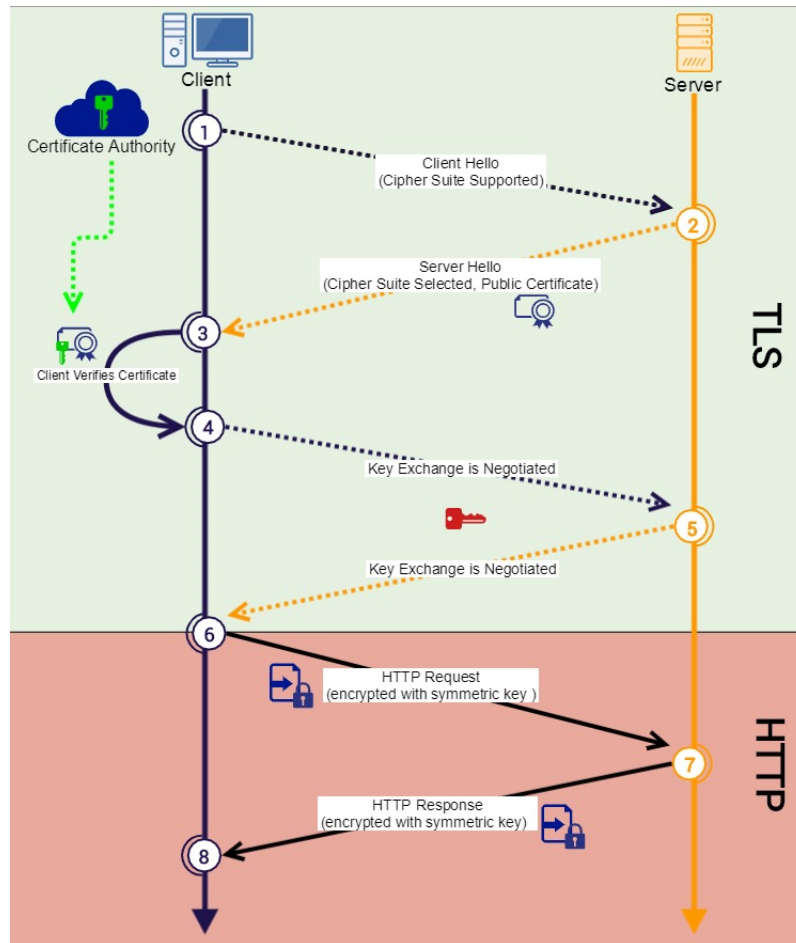 Client
Server
Certificate Authority
1
Client Hello
(Cipher Suite Supported)
2
Server Hello
(Cipher Suite Selected, Public Certificate)
TLS
3
Client Verifies Certificate
4
Key Exchange is Negotiated
5
Key Exchange is Negotiated
6
HTTP Request
(encrypted with symmetric key )
HTTP
7
HTTP Response
(encrypted with symmetric key)
8